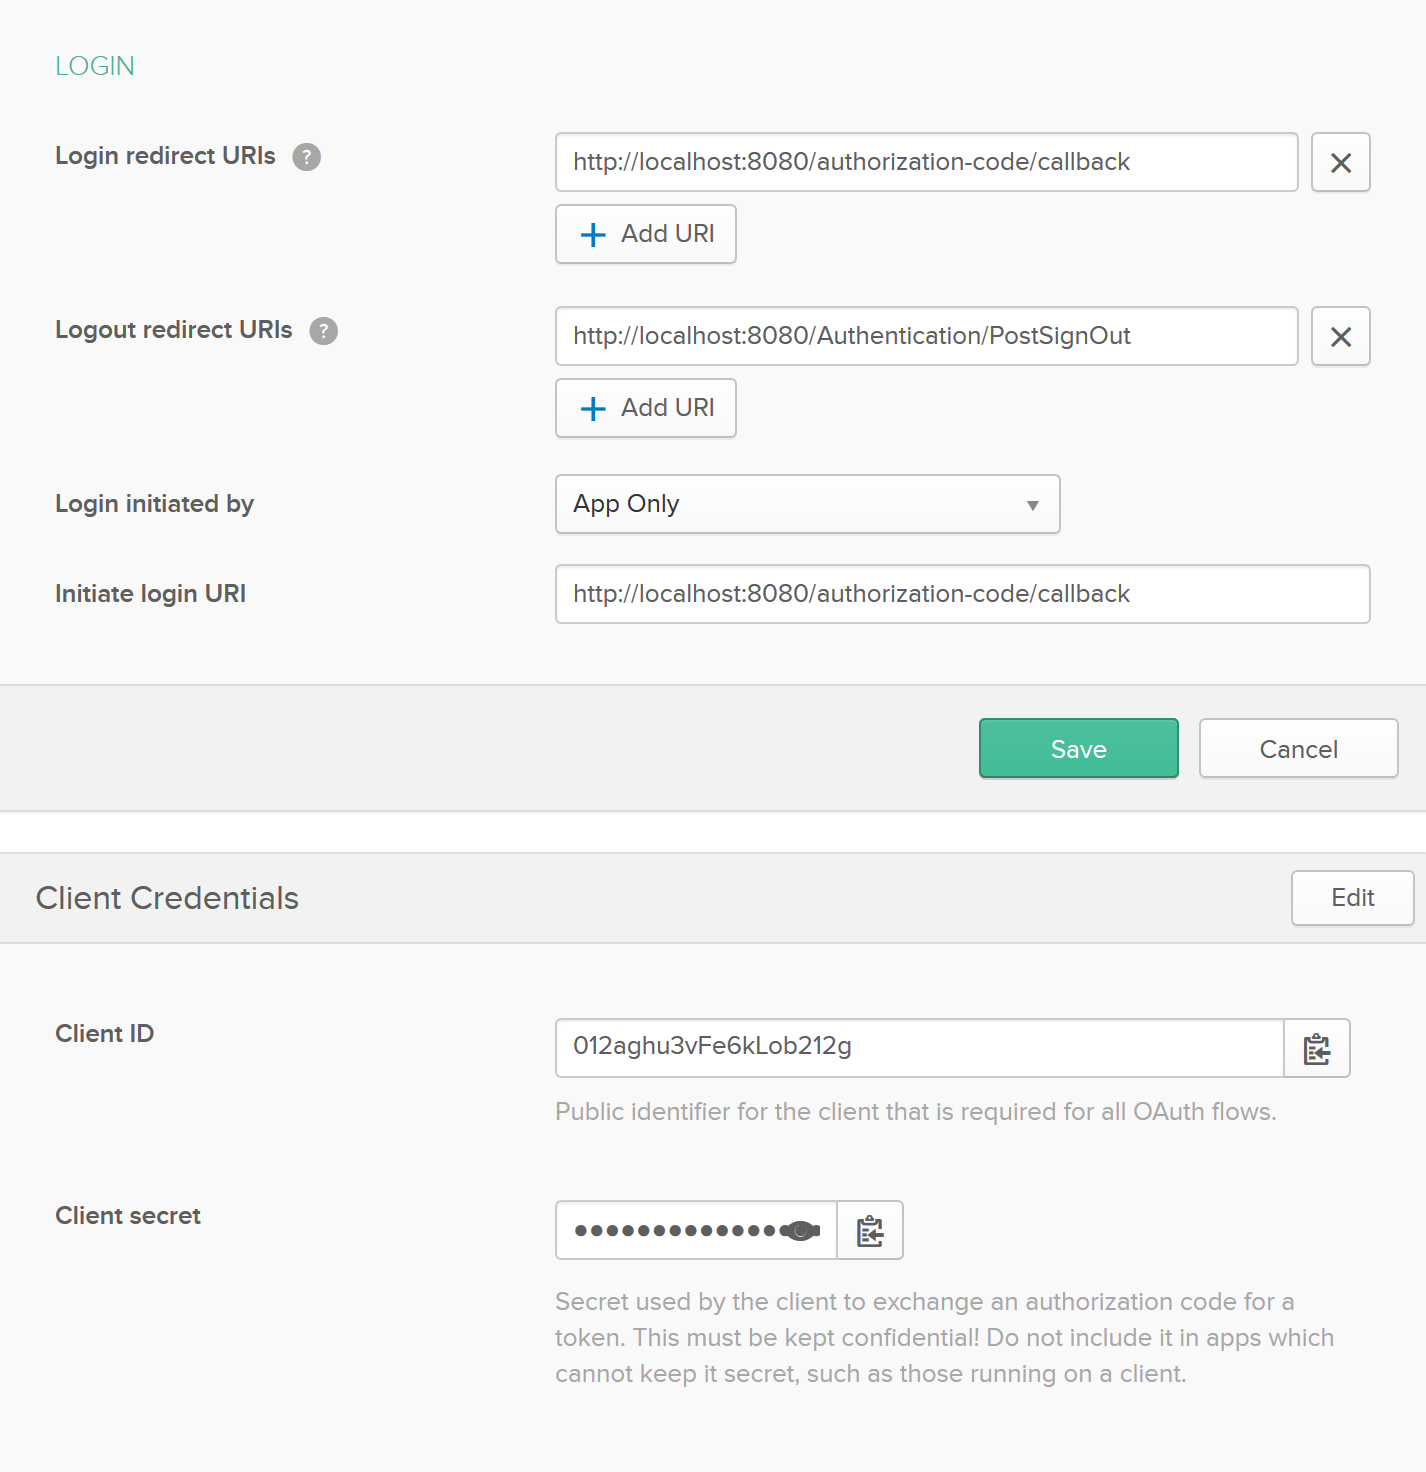 LOGIN
Login redirect URIs ?
http://localhost:8080/authorization-code/callback
Add URI
Logout redirect URIs ?
http://localhost:8080/Authentication/PostSignOut
Add URI
Login initiated by
App Only
Initiate login URI
http://localhost:8080/authorization-code/callback
Save
Cancel
Client Credentials
Edit
Client ID
012aghu3vFe6kLob212g
Public identifier for the client that is required for all OAuth flows.
Client secret
Secret used by the client to exchange an authorization code for a
token. This must be kept confidential! Do not include it in apps which
cannot keep it secret, such as those running on a client.